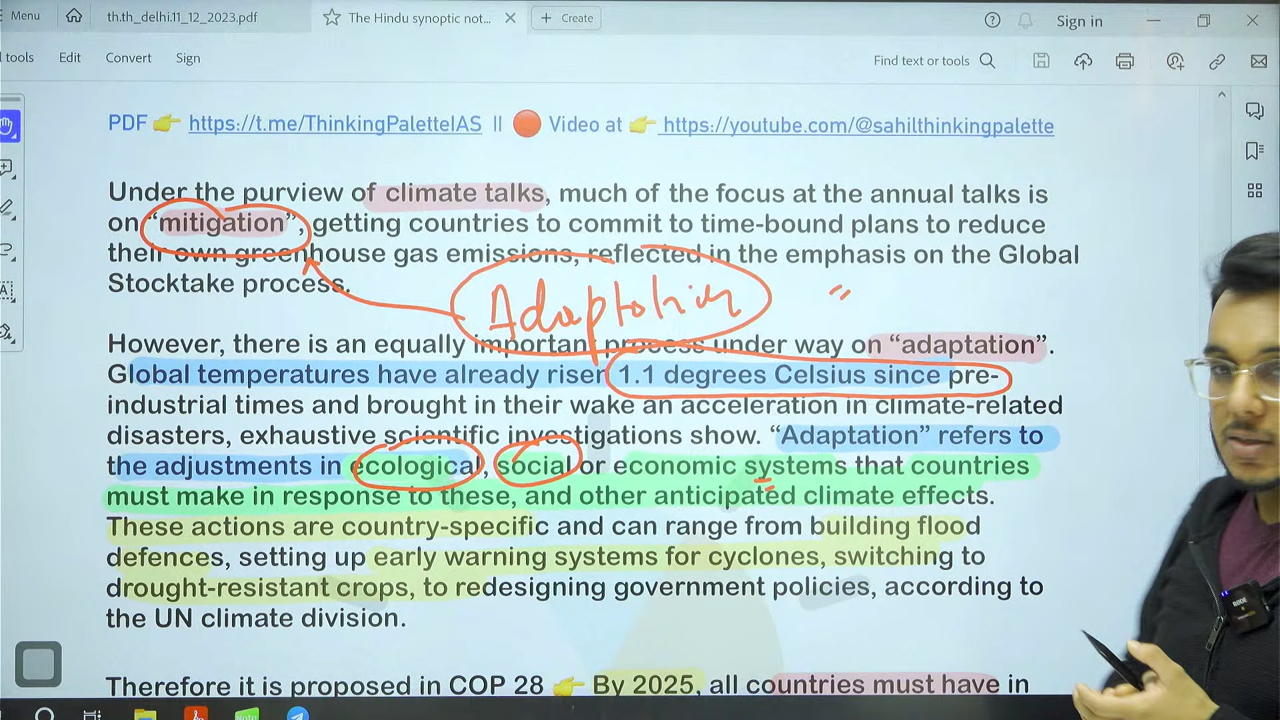 Menu
th.th_delhi.11_12_2023.pdf
The Hindu synoptic not...
Create
Sign in
tools
Edit
Convert
Sign
Find text or tools
PDF 👉 https://t.me/ThinkingPaletteIAS II 🔴 Video at 👉 https://youtube.com/@sahilthinkingpalette
Under the purview of climate talks, much of the focus at the annual talks is
on “mitigation”, getting countries to commit to time-bound plans to reduce
their own greenhouse gas emissions, reflected in the emphasis on the Global
Stocktake process.
Adaptation
However, there is an equally important process under way on “adaptation”.
Global temperatures have already risen 1.1 degrees Celsius since pre-
industrial times and brought in their wake an acceleration in climate-related
disasters, exhaustive scientific investigations show. “Adaptation” refers to
the adjustments in ecological, social or economic systems that countries
must make in response to these, and other anticipated climate effects.
These actions are country-specific and can range from building flood
defences, setting up early warning systems for cyclones, switching to
drought-resistant crops, to redesigning government policies, according to
the UN climate division.
Therefore it is proposed in COP 28 👉 By 2025, all countries must have in
RODE